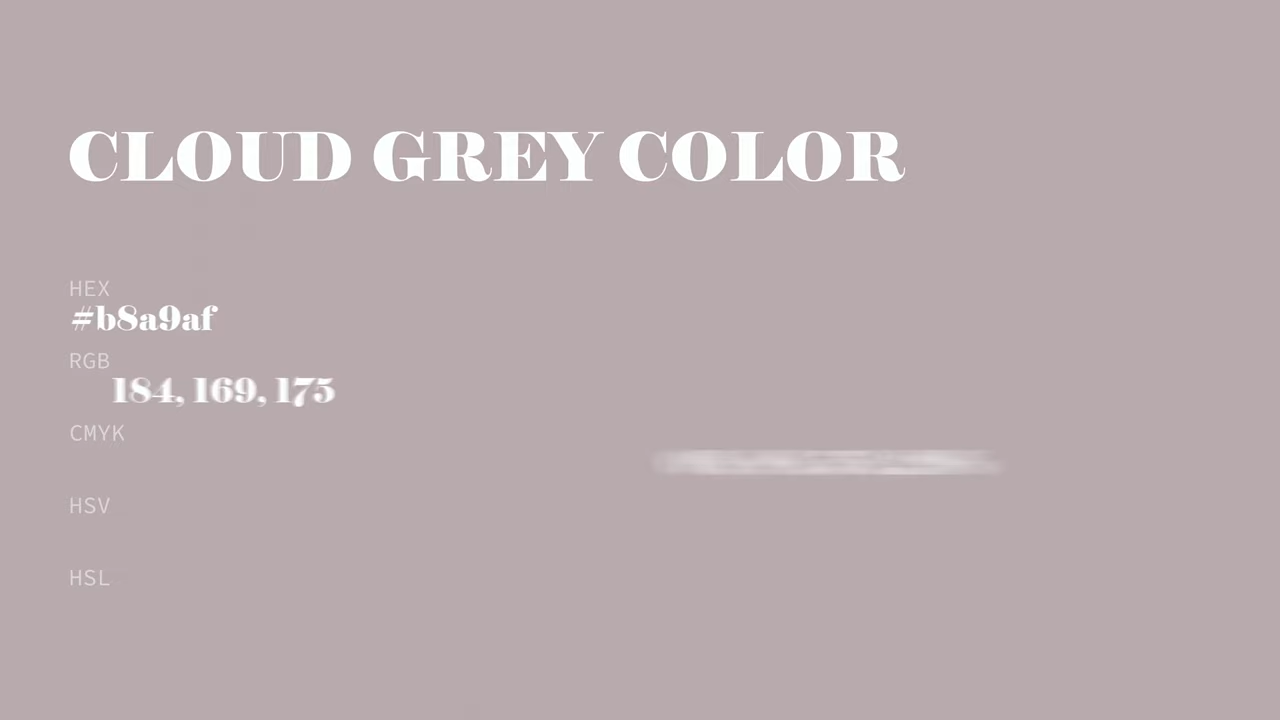 CLOUD GREY COLOR
HEX
#b8a9af
RGB
184, 169, 175
CMYK
HSV
HSL